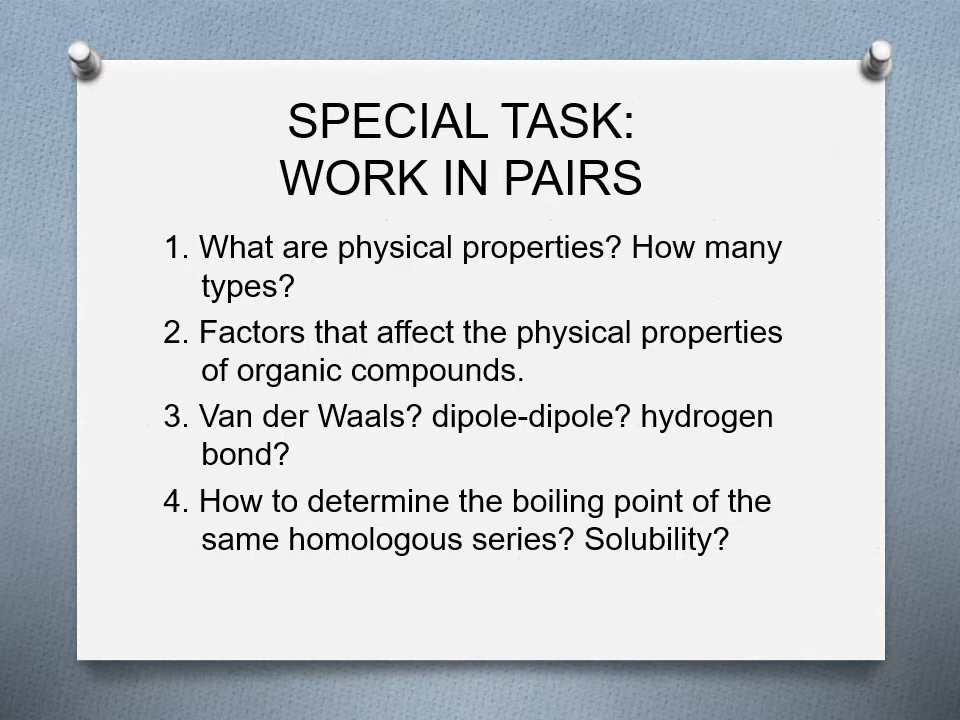 SPECIAL TASK:
WORK IN PAIRS
1. What are physical properties? How many
types?
2. Factors that affect the physical properties
of organic compounds.
3. Van der Waals? dipole-dipole? hydrogen
bond?
4. How to determine the boiling point of the
same homologous series? Solubility?